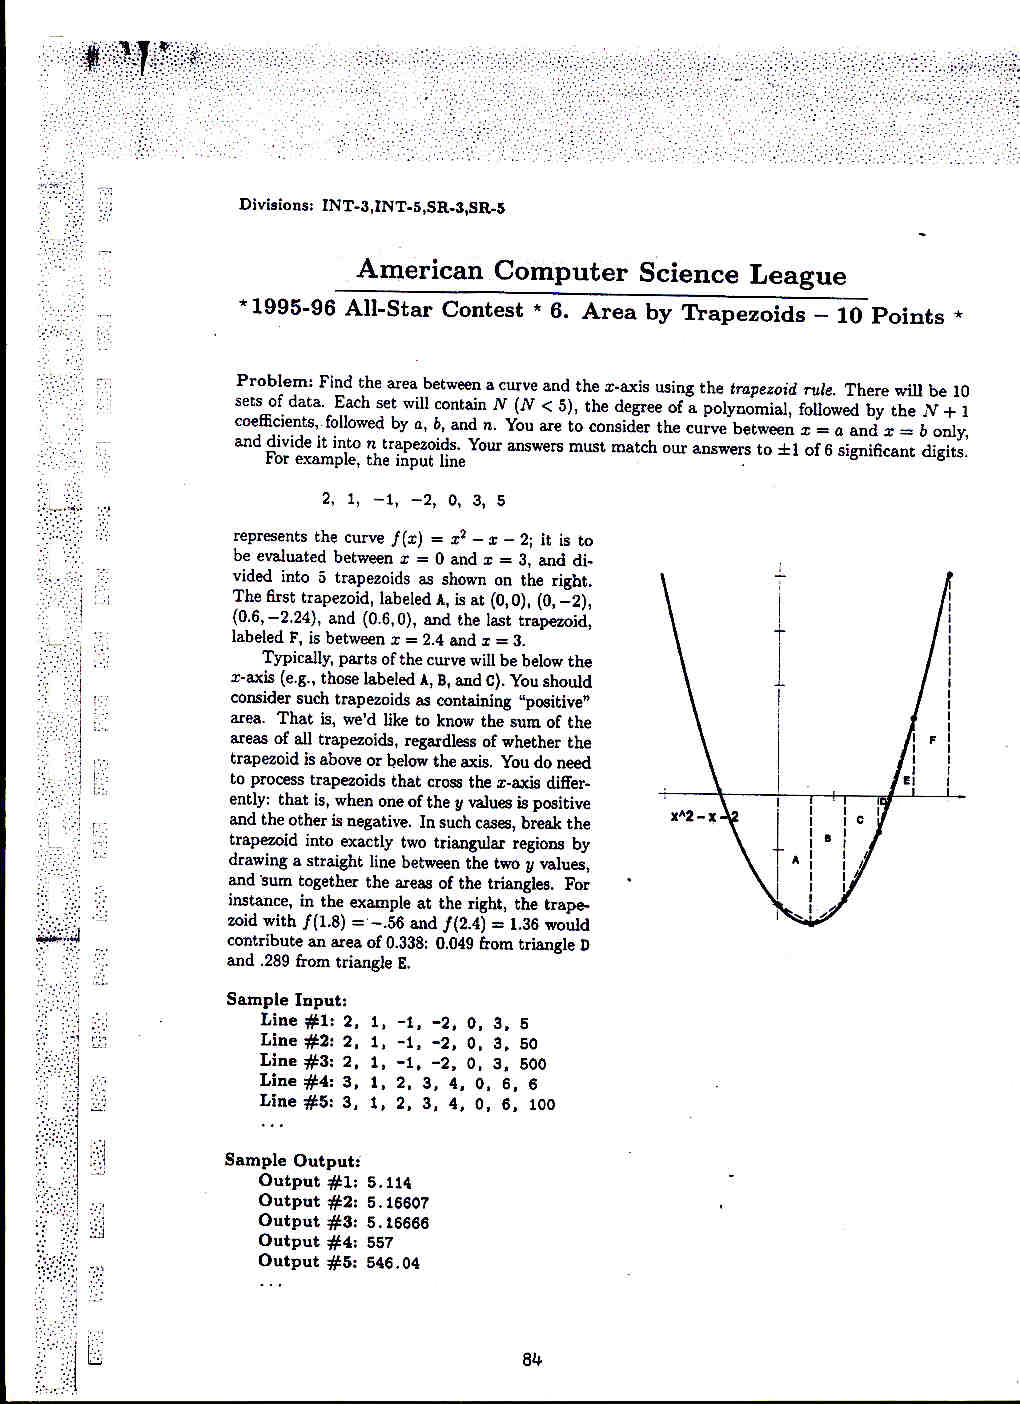 Divisions: INT-3,INT-5,SR-3,SR-5
American Computer Science League
*1995-96 All-Star Contest * 6. Area by Trapezoids – 10 Points *
Problem: Find the area between a curve and the x-axis using the trapezoid rule. There will be 10
sets of data. Each set will contain N (N < 5), the degree of a polynomial, followed by the N + 1
coefficients, followed by a, b, and n. You are to consider the curve between x = a and x = b only,
and divide it into n trapezoids. Your answers must match our answers to ±1 of 6 significant digits.
For example, the input line
2, 1, -1, -2, 0, 3, 5
represents the curve f(x) = x² - x - 2; it is to
be evaluated between x = 0 and x = 3, and di-
vided into 5 trapezoids as shown on the right.
The first trapezoid, labeled A, is at (0,0), (0,-2),
(0.6,-2.24), and (0.6,0), and the last trapezoid,
labeled F, is between x = 2.4 and x = 3.
Typically, parts of the curve will be below the
x-axis (e.g., those labeled A, B, and C). You should
consider such trapezoids as containing "positive"
area. That is, we'd like to know the sum of the
areas of all trapezoids, regardless of whether the
trapezoid is above or below the axis. You do need
to process trapezoids that cross the x-axis differ-
ently: that is, when one of the y values is positive
and the other is negative. In such cases, break the
trapezoid into exactly two triangular regions by
drawing a straight line between the two y values,
and sum together the areas of the triangles. For
instance, in the example at the right, the trape-
zoid with f(1.8) = -.56 and f(2.4) = 1.36 would
contribute an area of 0.338: 0.049 from triangle D
and .289 from triangle E.
x^2-x-2
A
B
C
D
E
F
Sample Input:
Line #1: 2, 1, -1, -2, 0, 3, 5
Line #2: 2, 1, -1, -2, 0, 3, 50
Line #3: 2, 1, -1, -2, 0, 3, 500
Line #4: 3, 1, 2, 3, 4, 0, 6, 6
Line #5: 3, 1, 2, 3, 4, 0, 6, 100
...
Sample Output:
Output #1: 5.114
Output #2: 5.16607
Output #3: 5.16666
Output #4: 557
Output #5: 546.04
...
84